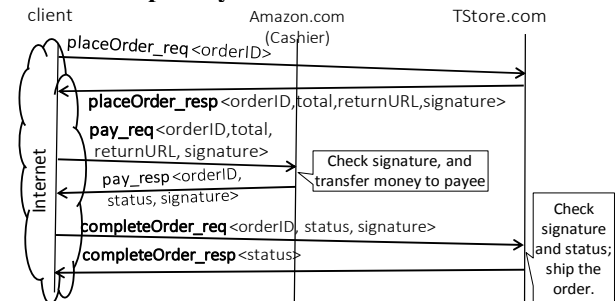 client
Amazon.com
(Cashier)
TStore.com
placeOrder_req <orderID>
placeOrder_resp <orderID,total,returnURL,signature>
pay_req <orderID,total,
returnURL, signature>
Check signature, and
transfer money to payee
pay_resp <orderID,
status, signature>
Internet
completeOrder_req <orderID, status, signature>
completeOrder_resp <status>
Check
signature
and status;
ship the
order.